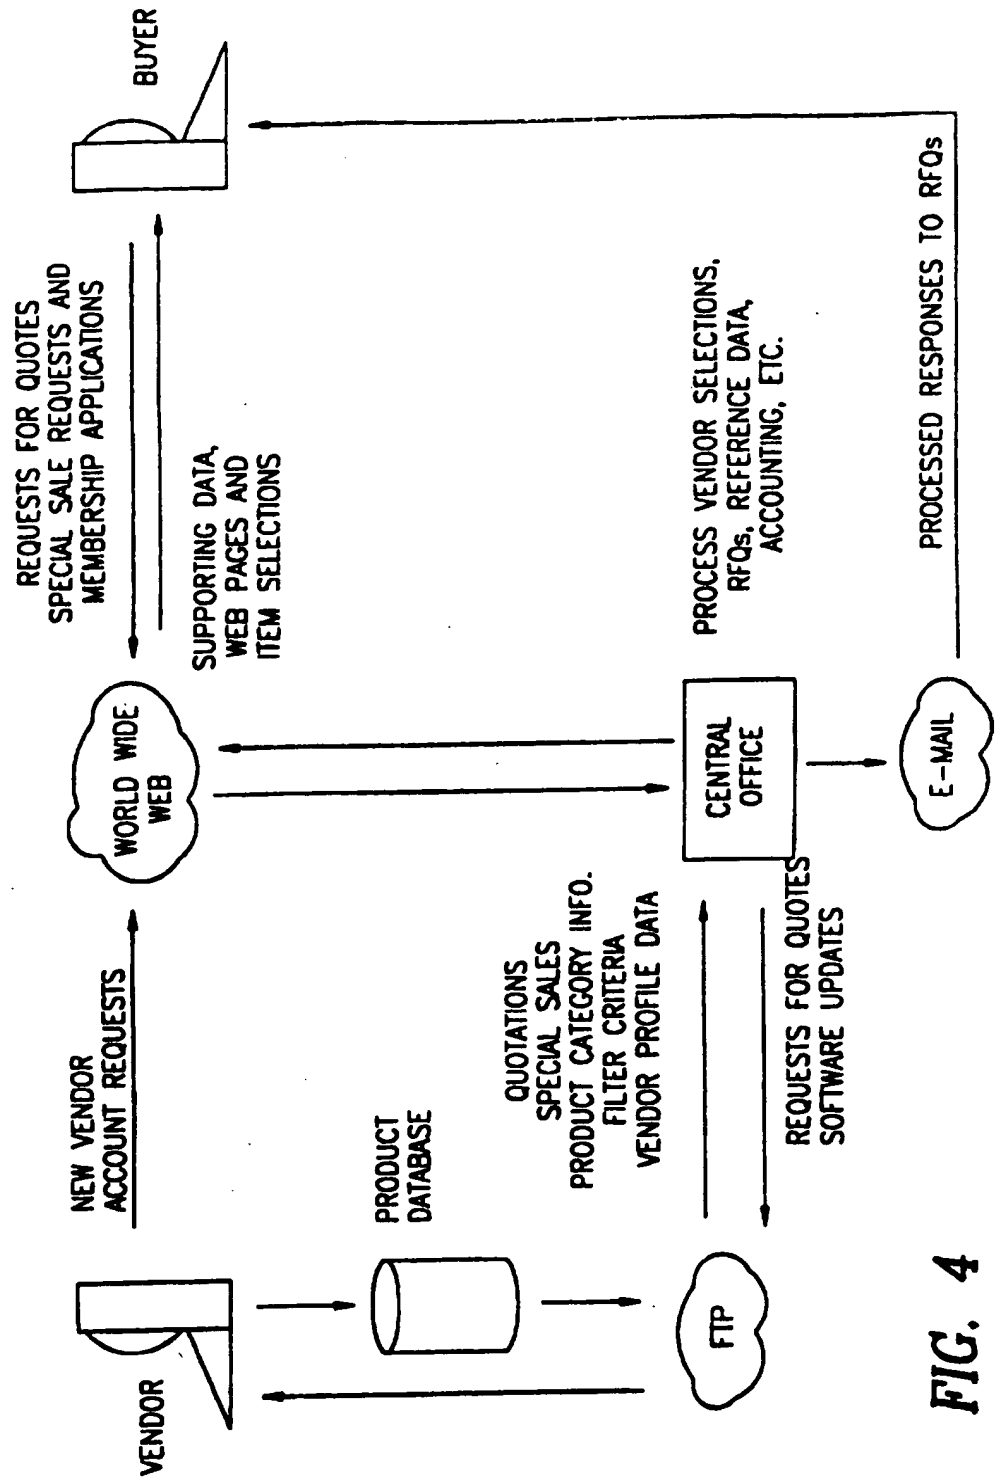 VENDOR
NEW VENDOR
ACCOUNT REQUESTS
WORLD WIDE
WEB
REQUESTS FOR QUOTES
SPECIAL SALE REQUESTS AND
MEMBERSHIP APPLICATIONS
BUYER
SUPPORTING DATA,
WEB PAGES AND
ITEM SELECTIONS
PRODUCT
DATABASE
QUOTATIONS
SPECIAL SALES
PRODUCT CATEGORY INFO.
FILTER CRITERIA
VENDOR PROFILE DATA
FTP
REQUESTS FOR QUOTES
SOFTWARE UPDATES
CENTRAL
OFFICE
PROCESS VENDOR SELECTIONS,
RFQs, REFERENCE DATA,
ACCOUNTING, ETC.
E-MAIL
PROCESSED RESPONSES TO RFQs
FIG. 4